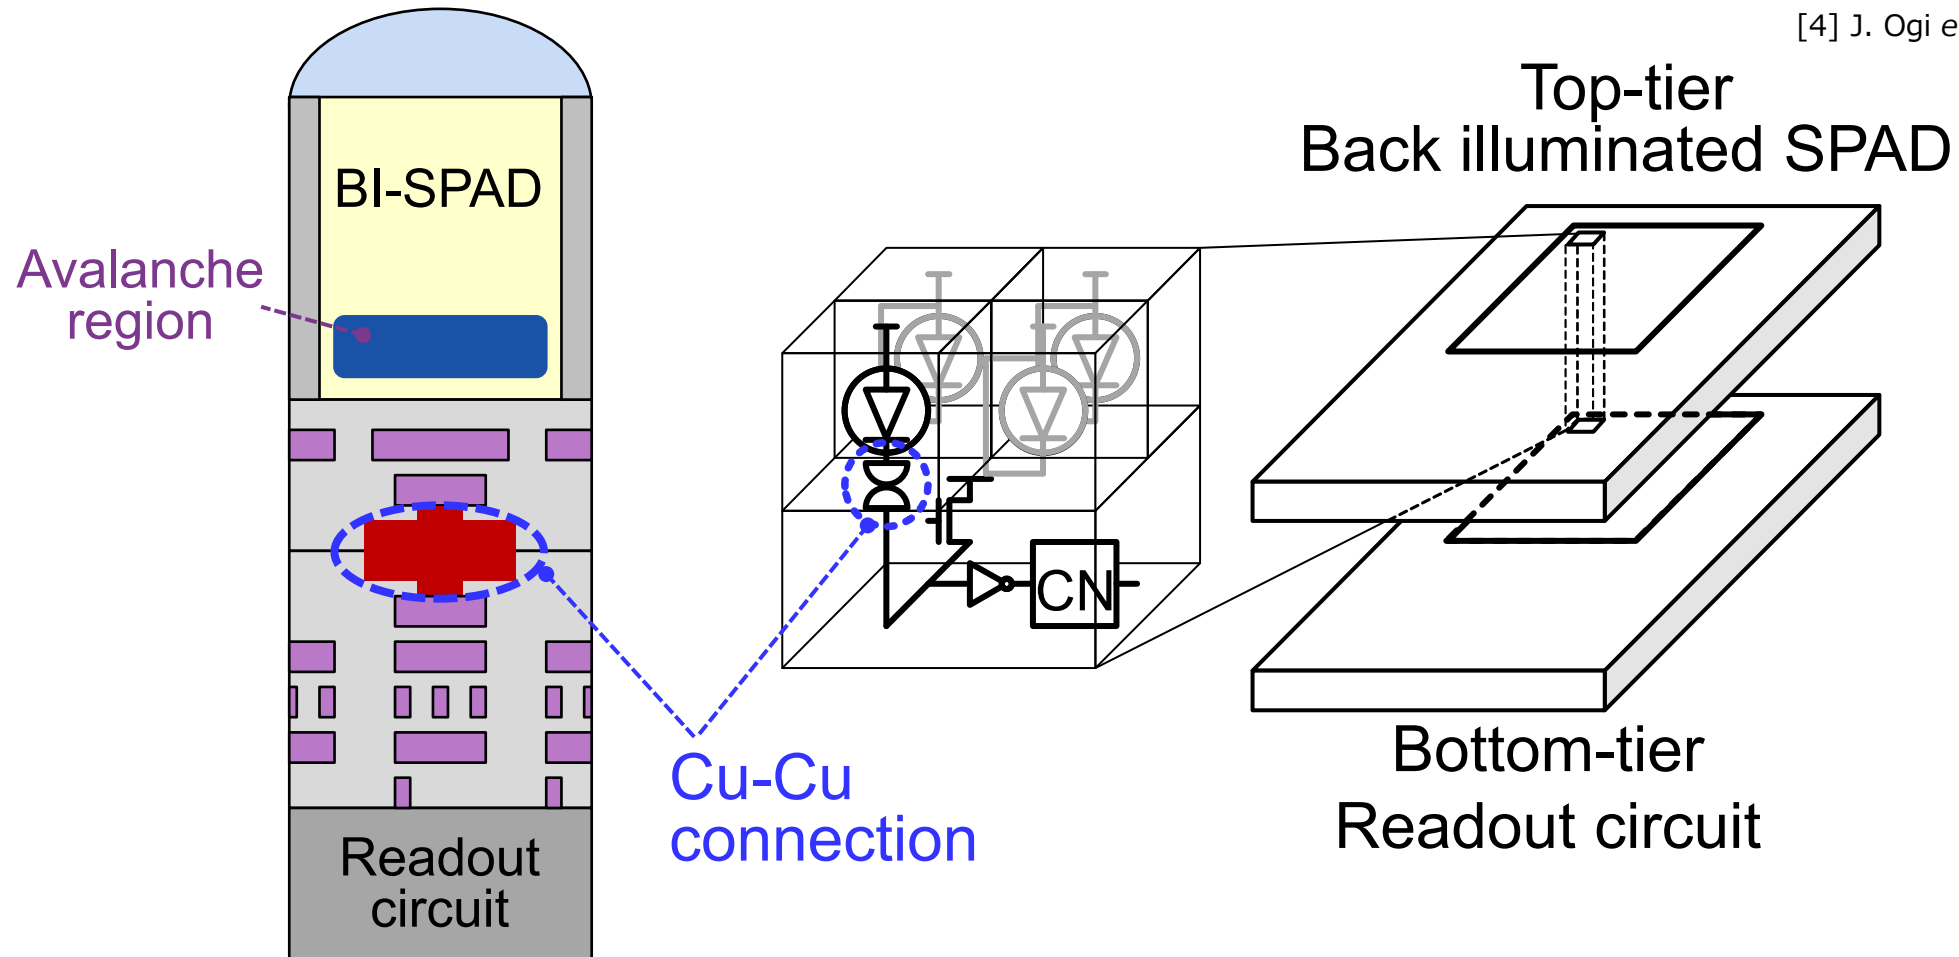 [4] J. Ogi e
Top-tier
Back illuminated SPAD
BI-SPAD
Avalanche
region
CN
Cu-Cu
connection
Bottom-tier
Readout circuit
Readout
circuit